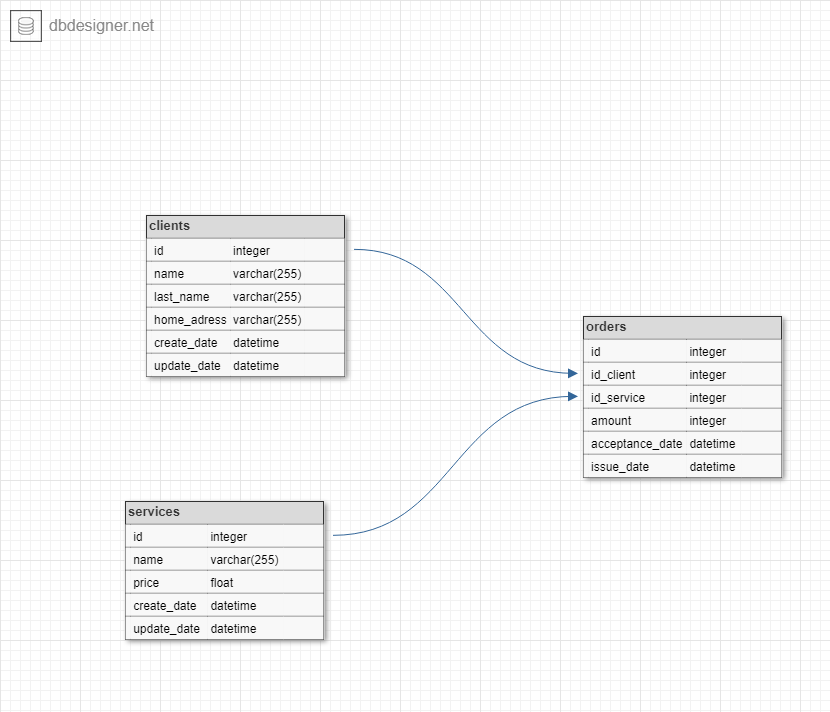 dbdesigner.net
clients
id integer
name varchar(255)
last_name varchar(255)
home_adress varchar(255)
create_date datetime
update_date datetime
orders
id integer
id_client integer
id_service integer
amount integer
acceptance_date datetime
issue_date datetime
services
id integer
name varchar(255)
price float
create_date datetime
update_date datetime